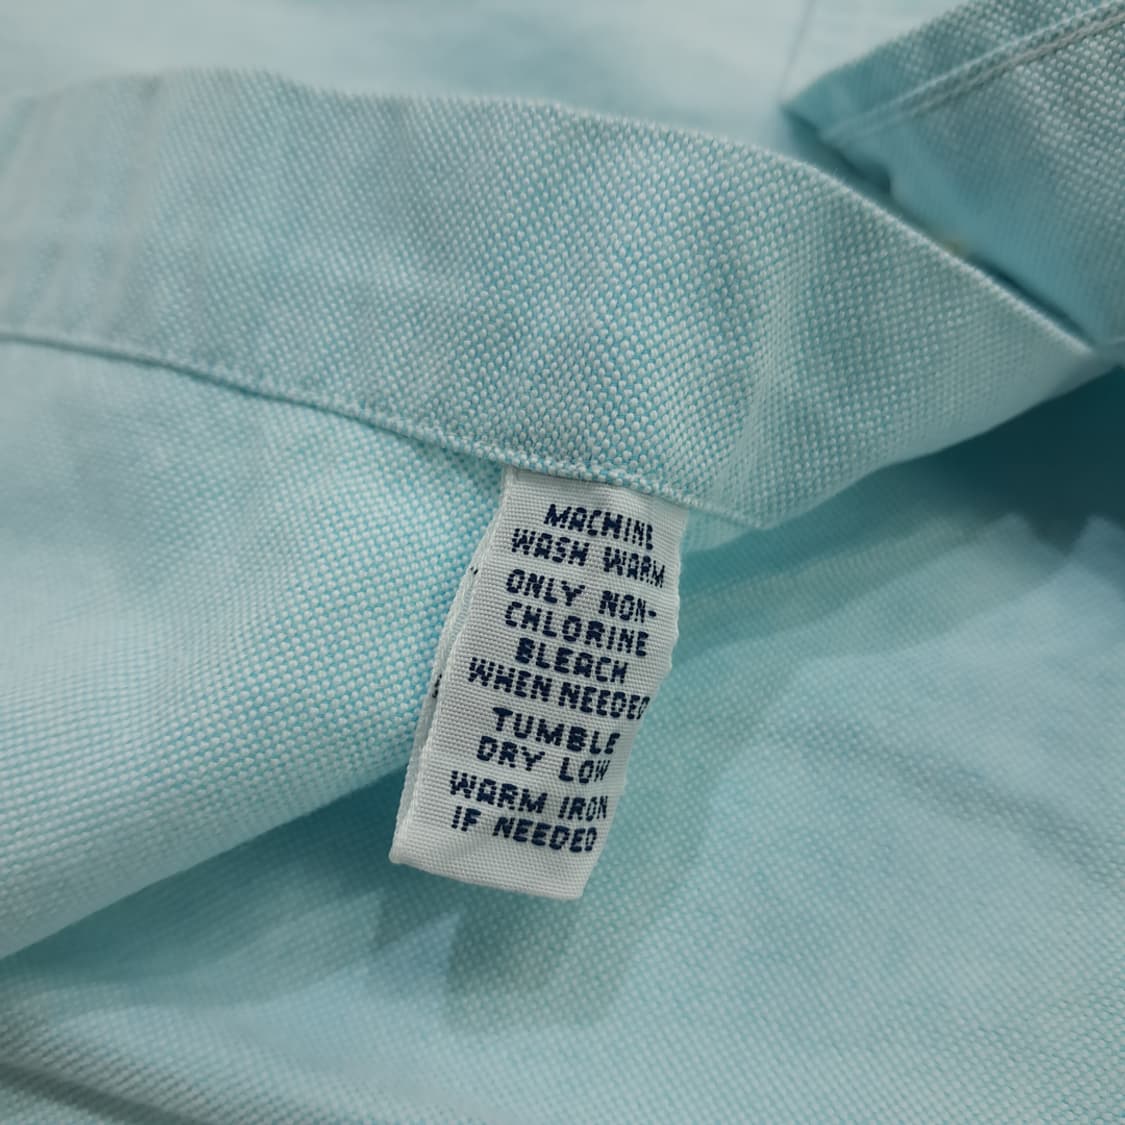 MACHINE
WASH WARM
ONLY NON-
CHLORINE
BLEACH
WHEN NEEDED
TUMBLE
DRY LOW
WARM IRON
IF NEEDED